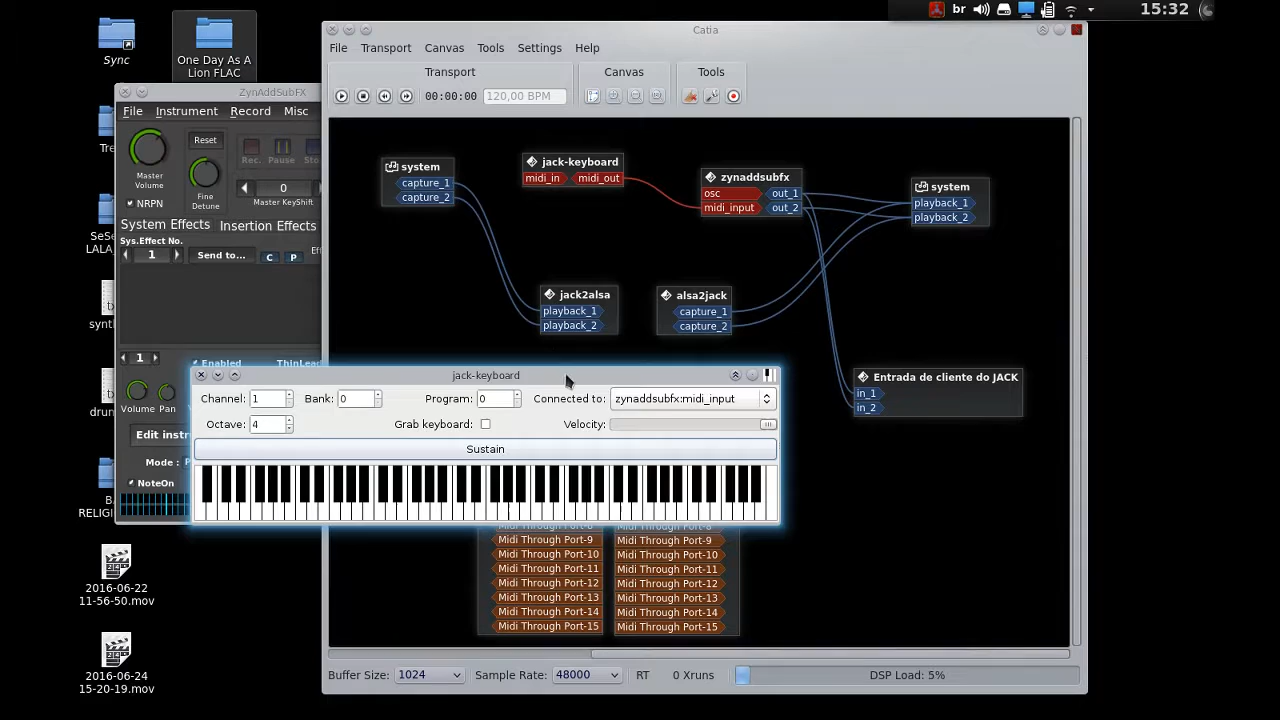 br 15:32
Sync
One Day As A
Lion FLAC
Catia
File Transport Canvas Tools Settings Help
Transport Canvas Tools
00:00:00 120,00 BPM
ZynAddSubFX
File Instrument Record Misc
Reset
Rec. Pause
Master
Volume
Fine
Detune
0
Master KeyShift
NRPN
System Effects Insertion Effects
Sys.Effect No.
1 Send to... C P
1
Enabled
Volume Pan
Mode :
NoteOn
system
capture_1
capture_2
jack-keyboard
midi_in midi_out
zynaddsubfx
osc out_1
midi_input out_2
system
playback_1
playback_2
jack2alsa
playback_1
playback_2
alsa2jack
capture_1
capture_2
Entrada de cliente do JACK
in_1
in_2
jack-keyboard
Channel: 1 Bank: 0 Program: 0 Connected to: zynaddsubfx:midi_input
Octave: 4 Grab keyboard: Velocity:
Sustain
Midi Through Port-9 Midi Through Port-9
Midi Through Port-10 Midi Through Port-10
Midi Through Port-11 Midi Through Port-11
Midi Through Port-12 Midi Through Port-12
Midi Through Port-13 Midi Through Port-13
Midi Through Port-14 Midi Through Port-14
Midi Through Port-15 Midi Through Port-15
Buffer Size: 1024 Sample Rate: 48000 RT 0 Xruns DSP Load: 5%
2016-06-22
11-56-50.mov
2016-06-24
15-20-19.mov